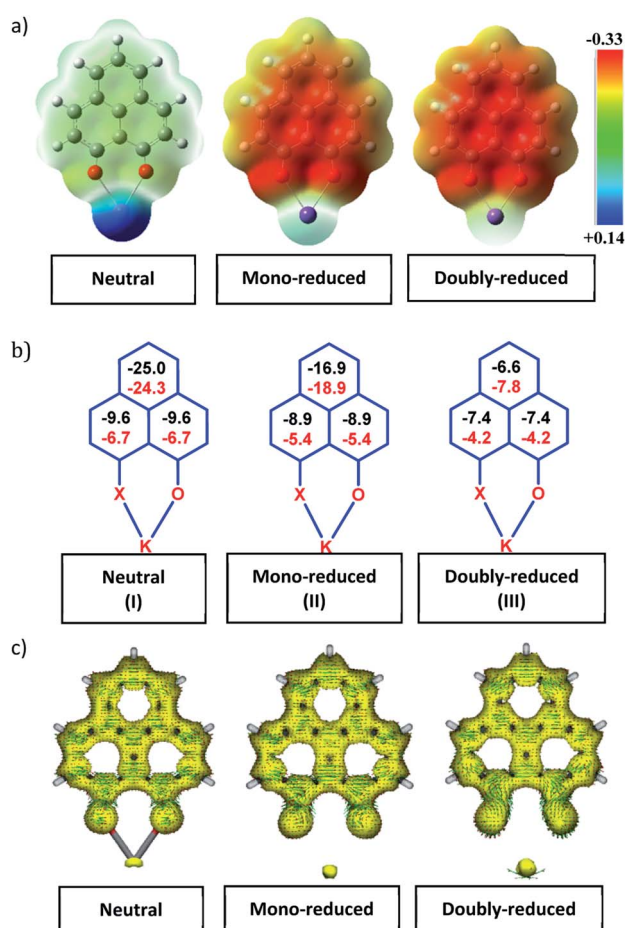 a)
-0.33
+0.14
Neutral
Mono-reduced
Doubly-reduced
b)
-25.0
-24.3
-9.6 -9.6
-6.7 -6.7
X O
K
Neutral
(I)
-16.9
-18.9
-8.9 -8.9
-5.4 -5.4
X O
K
Mono-reduced
(II)
-6.6
-7.8
-7.4 -7.4
-4.2 -4.2
X O
K
Doubly-reduced
(III)
c)
Neutral
Mono-reduced
Doubly-reduced